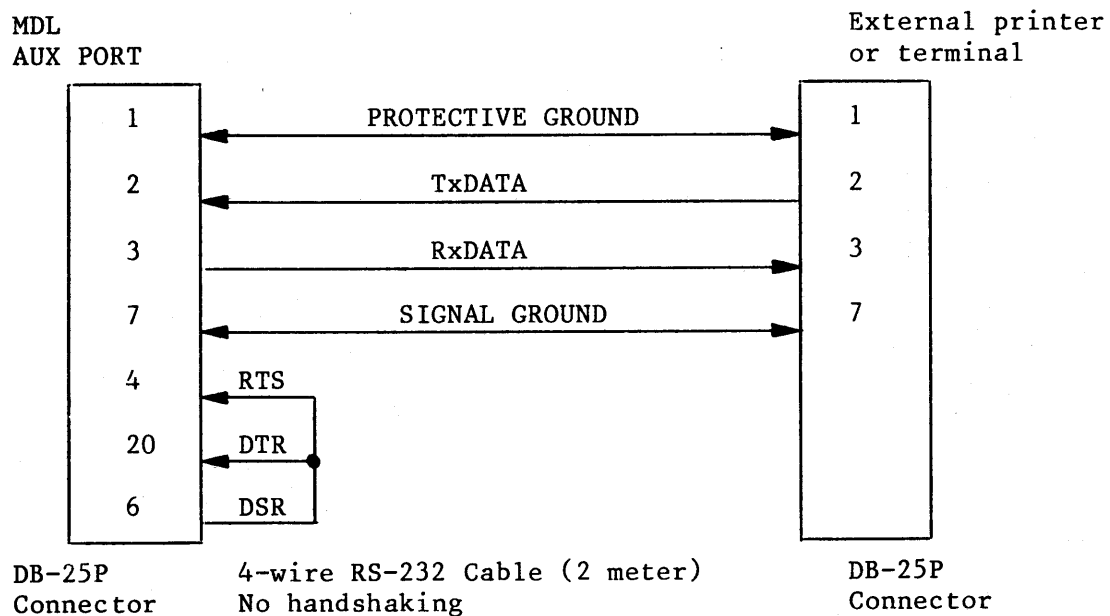 MDL
AUX PORT
External printer
or terminal
1 PROTECTIVE GROUND 1
2 TxDATA 2
3 RxDATA 3
7 SIGNAL GROUND 7
4 RTS
20 DTR
6 DSR
DB-25P
Connector
4-wire RS-232 Cable (2 meter)
No handshaking
DB-25P
Connector